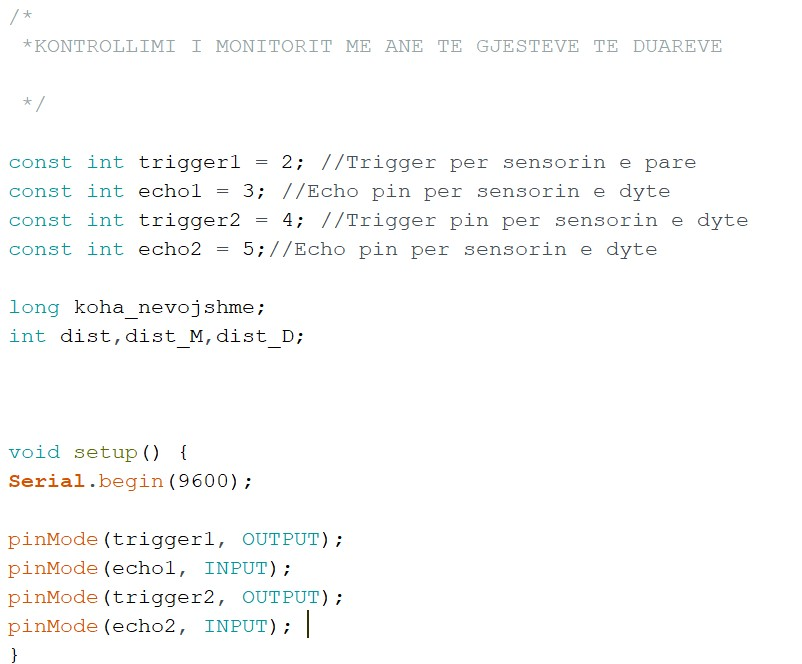 /*
*KONTROLLIMI I MONITORIT ME ANE TE GJESTEVE TE DUAREVE
*/
const int trigger1 = 2; //Trigger per sensorin e pare
const int echo1 = 3; //Echo pin per sensorin e dyte
const int trigger2 = 4; //Trigger pin per sensorin e dyte
const int echo2 = 5;//Echo pin per sensorin e dyte
long koha_nevojshme;
int dist,dist_M,dist_D;
void setup() {
Serial.begin(9600);
pinMode(trigger1, OUTPUT);
pinMode(echo1, INPUT);
pinMode(trigger2, OUTPUT);
pinMode(echo2, INPUT);
}